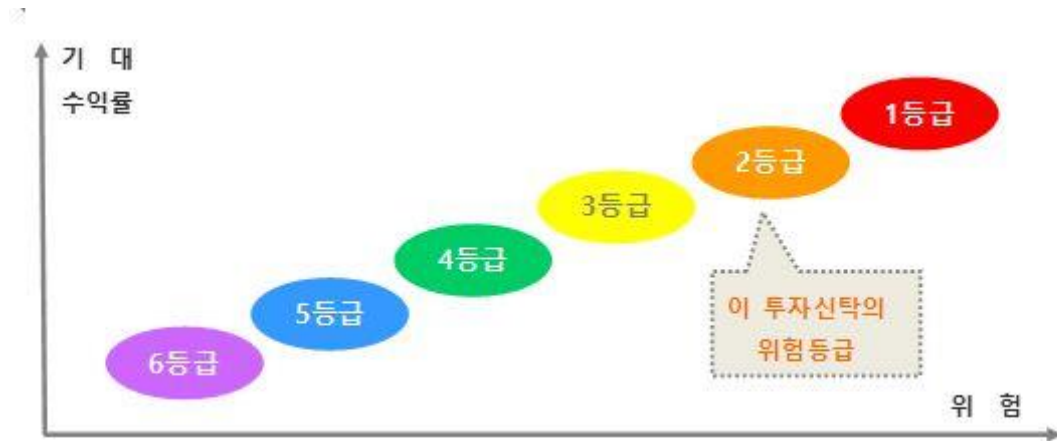 기 대
수익률
1등급
2등급
3등급
4등급
5등급
6등급
이 투자신탁의
위험등급
위 험